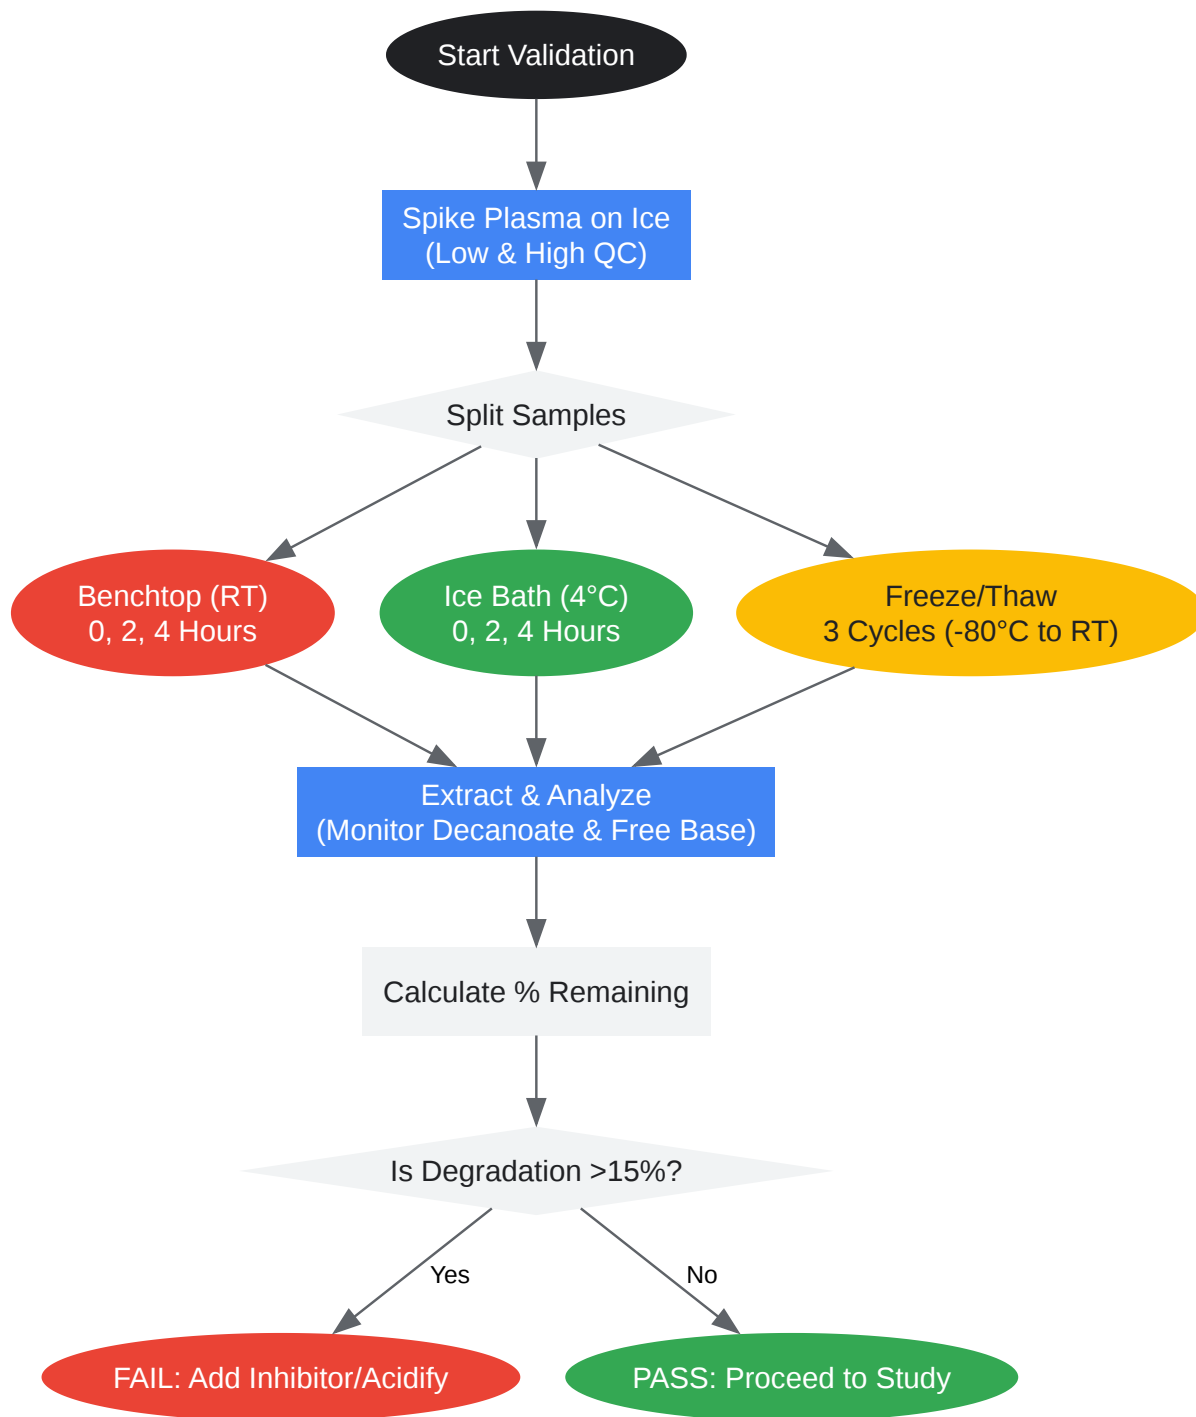 Start Validation
Spike Plasma on Ice
(Low & High QC)
Split Samples
Benchtop (RT)
0, 2, 4 Hours
Ice Bath (4°C)
0, 2, 4 Hours
Freeze/Thaw
3 Cycles (-80°C to RT)
Extract & Analyze
(Monitor Decanoate & Free Base)
Calculate % Remaining
Is Degradation >15%?
Yes
No
FAIL: Add Inhibitor/Acidify
PASS: Proceed to Study